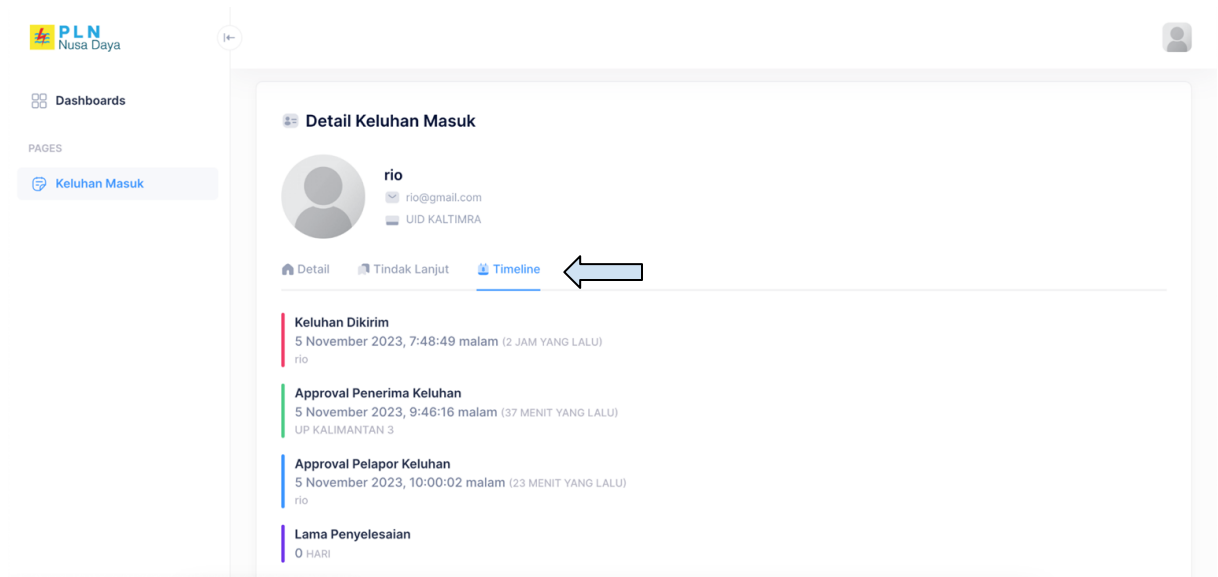 PLN
Nusa Daya
Dashboards
PAGES
Keluhan Masuk
Detail Keluhan Masuk
rio
rio@gmail.com
UID KALTIMRA
Detail Tindak Lanjut Timeline
Keluhan Dikirim
5 November 2023, 7:48:49 malam (2 JAM YANG LALU)
rio
Approval Penerima Keluhan
5 November 2023, 9:46:16 malam (37 MENIT YANG LALU)
UP KALIMANTAN 3
Approval Pelapor Keluhan
5 November 2023, 10:00:02 malam (23 MENIT YANG LALU)
rio
Lama Penyelesaian
0 HARI